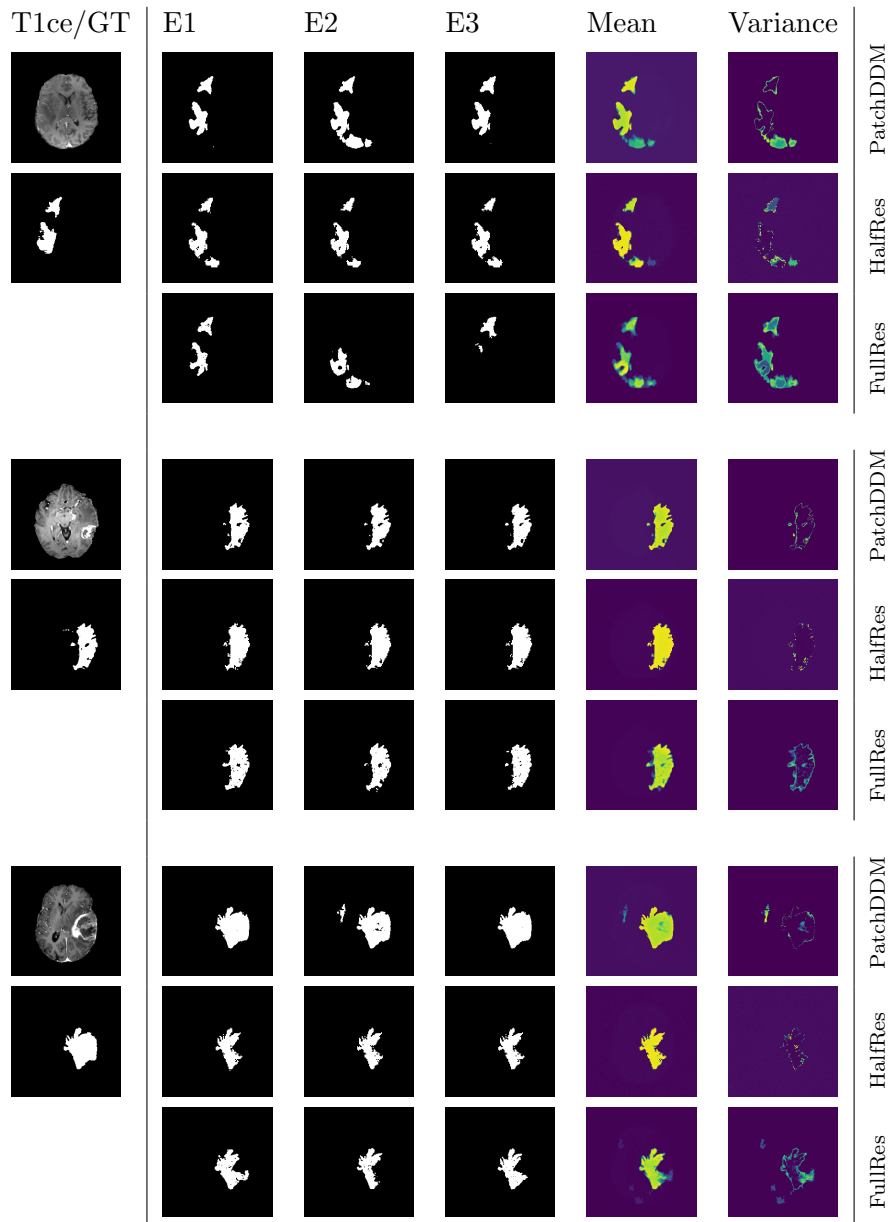 T1ce/GT E1 E2 E3 Mean Variance
PatchDDM
HalfRes
FullRes
PatchDDM
HalfRes
FullRes
PatchDDM
HalfRes
FullRes